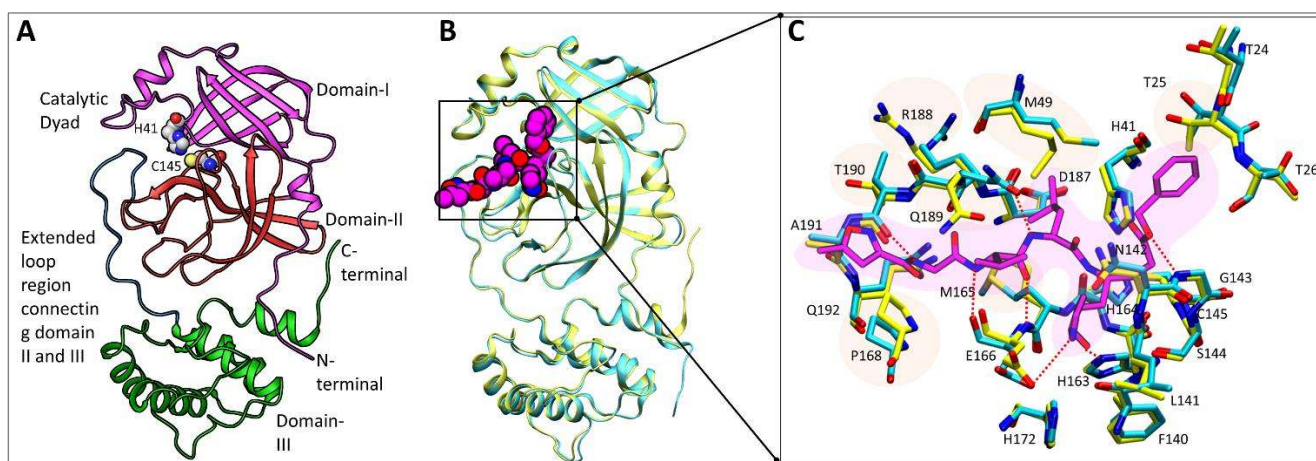 A
Catalytic
Dyad
H41
C145
Domain-I
Domain-II
Extended
loop
region
connectin
g domain
II and III
C-
terminal
N-
terminal
Domain-
III
B
C
T24
T25
T26
M49
R188
H41
T190
D187
Q189
A191
N142
G143
M165
H164
C145
Q192
S144
P168
E166
H163
L141
H172
F140